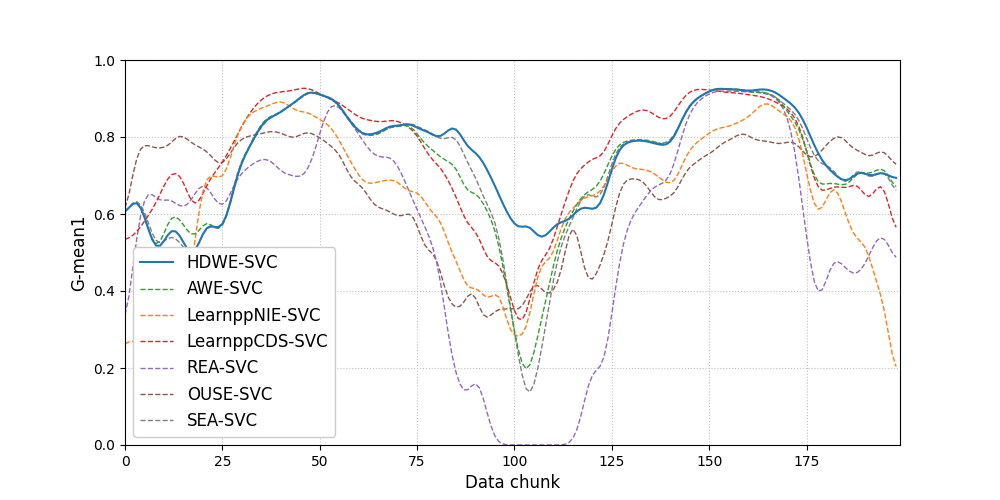 1.0
0.8
0.6
0.4
0.2
0.0
G-mean1
HDWE-SVC
AWE-SVC
LearnppNIE-SVC
LearnppCDS-SVC
REA-SVC
OUSE-SVC
SEA-SVC
0 25 50 75 100 125 150 175
Data chunk